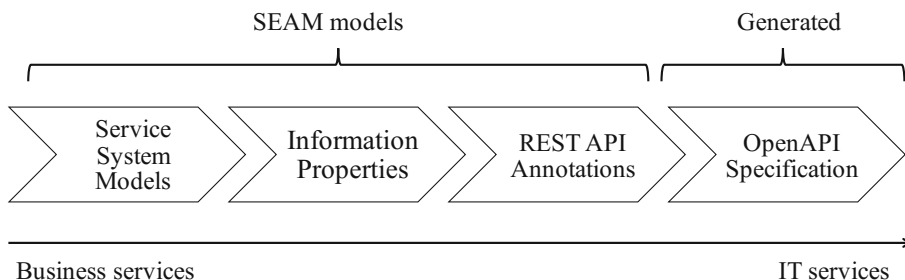 SEAM models
Generated
Service
System
Models
Information
Properties
REST API
Annotations
OpenAPI
Specification
Business services
IT services